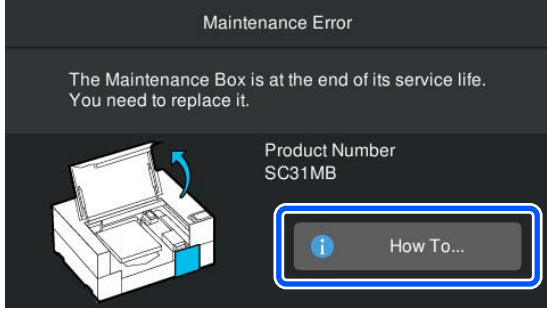 Maintenance Error
The Maintenance Box is at the end of its service life.
You need to replace it.
Product Number
SC31MB
How To...